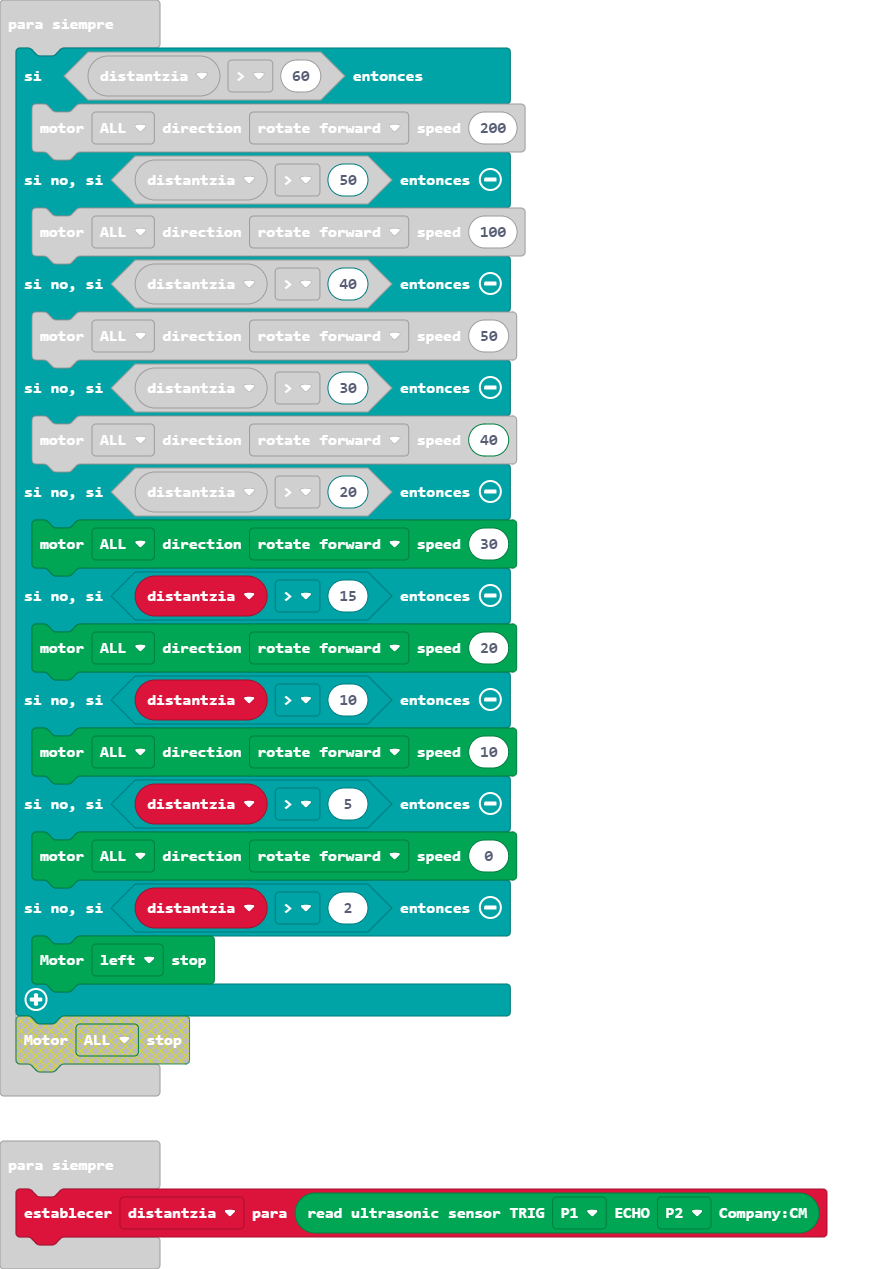 para siempre
si distantzia > 60 entonces
motor ALL direction rotate forward speed 200
si no, si distantzia > 50 entonces
motor ALL direction rotate forward speed 100
si no, si distantzia > 40 entonces
motor ALL direction rotate forward speed 50
si no, si distantzia > 30 entonces
motor ALL direction rotate forward speed 40
si no, si distantzia > 20 entonces
motor ALL direction rotate forward speed 30
si no, si distantzia > 15 entonces
motor ALL direction rotate forward speed 20
si no, si distantzia > 10 entonces
motor ALL direction rotate forward speed 10
si no, si distantzia > 5 entonces
motor ALL direction rotate forward speed 0
si no, si distantzia > 2 entonces
Motor left stop
Motor ALL stop
para siempre
establecer distantzia para read ultrasonic sensor TRIG P1 ECHO P2 Company:CM